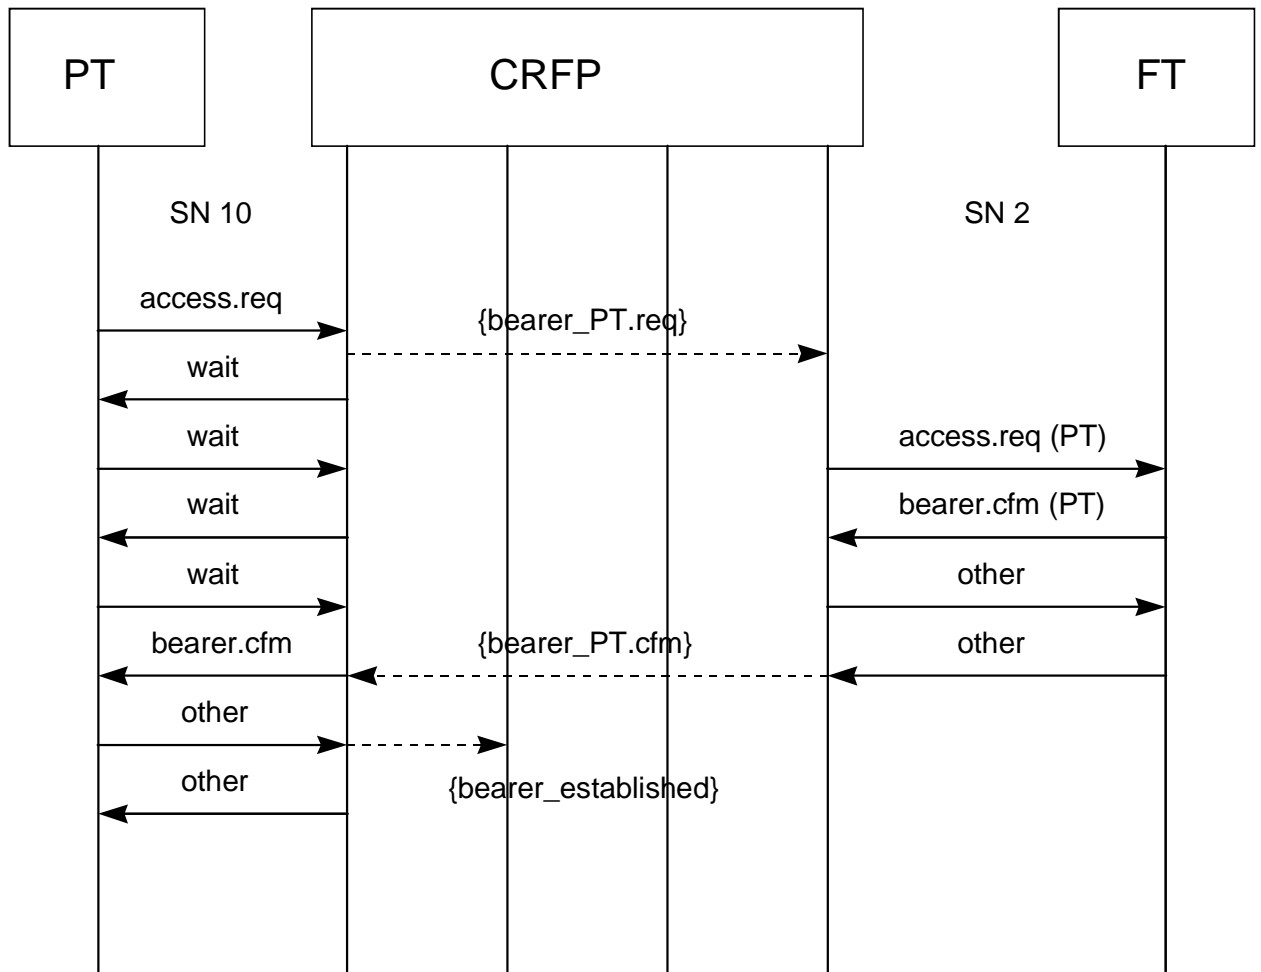 PT
CRFP
FT
SN 10
SN 2
access.req
{bearer_PT.req}
wait
wait
access.req (PT)
wait
bearer.cfm (PT)
wait
other
bearer.cfm
{bearer_PT.cfm}
other
other
other
{bearer_established}